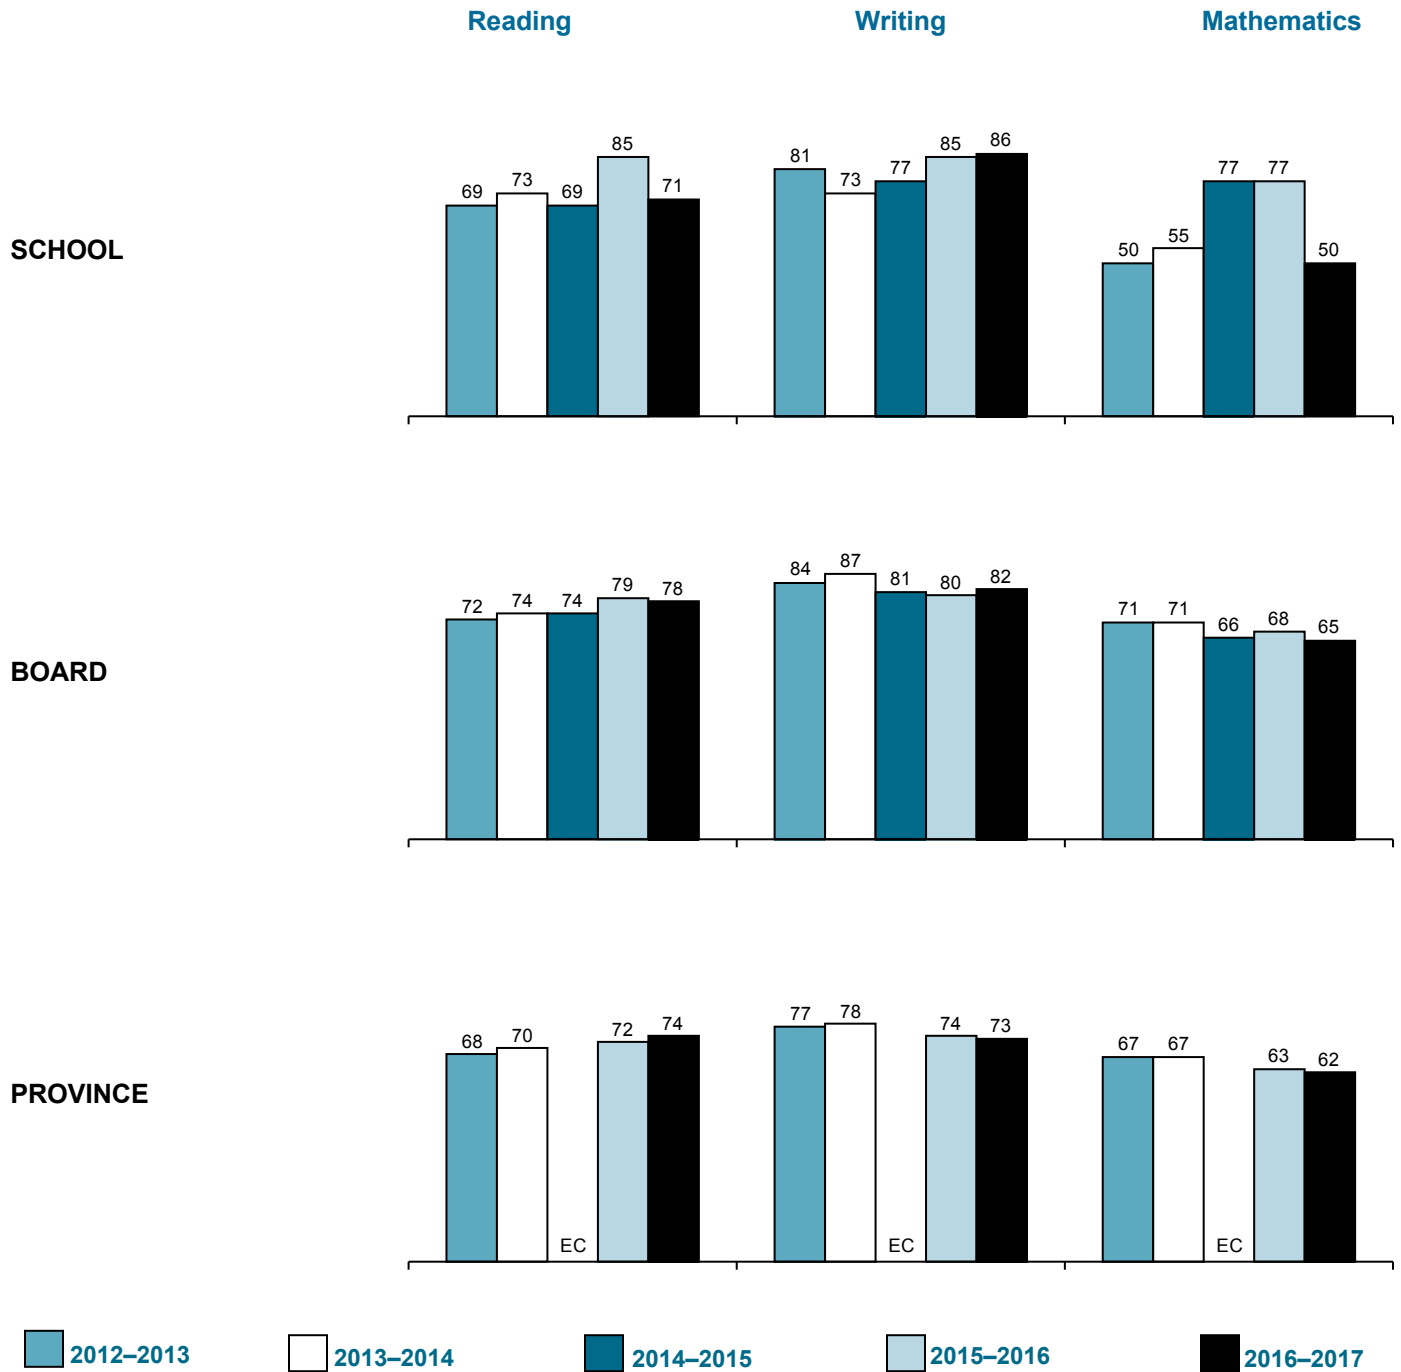 Reading Writing Mathematics
SCHOOL
69 73 69 85 71 81 73 77 85 86 50 55 77 77 50
BOARD
72 74 74 79 78 84 87 81 80 82 71 71 66 68 65
PROVINCE
68 70 EC 72 74 77 78 EC 74 73 67 67 EC 63 62
2012–2013 2013–2014 2014–2015 2015–2016 2016–2017